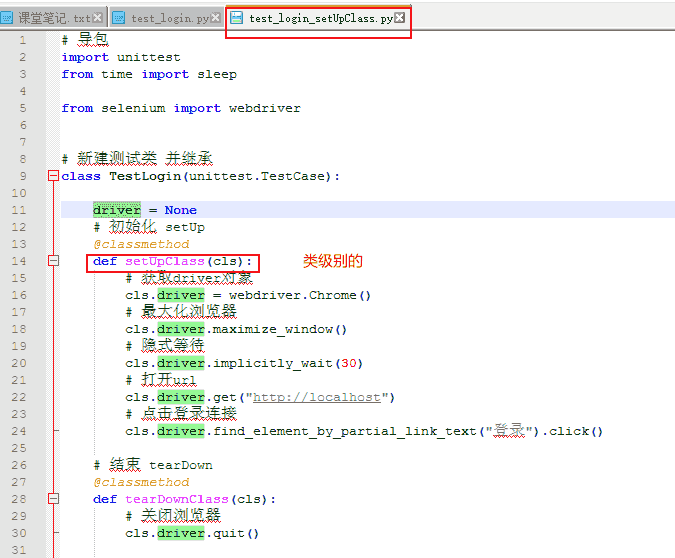 课堂笔记.txt test_login.py test_login_setUpClass.py
1 # 导包
2 import unittest
3 from time import sleep
4
5 from selenium import webdriver
6
7
8 # 新建测试类 并继承
9 class TestLogin(unittest.TestCase):
10
11 driver = None
12 # 初始化 setUp
13 @classmethod
14 def setUpClass(cls): 类级别的
15 # 获取driver对象
16 cls.driver = webdriver.Chrome()
17 # 最大化浏览器
18 cls.driver.maximize_window()
19 # 隐式等待
20 cls.driver.implicitly_wait(30)
21 # 打开url
22 cls.driver.get("http://localhost")
23 # 点击登录连接
24 cls.driver.find_element_by_partial_link_text("登录").click()
25
26 # 结束 tearDown
27 @classmethod
28 def tearDownClass(cls):
29 # 关闭浏览器
30 cls.driver.quit()
31